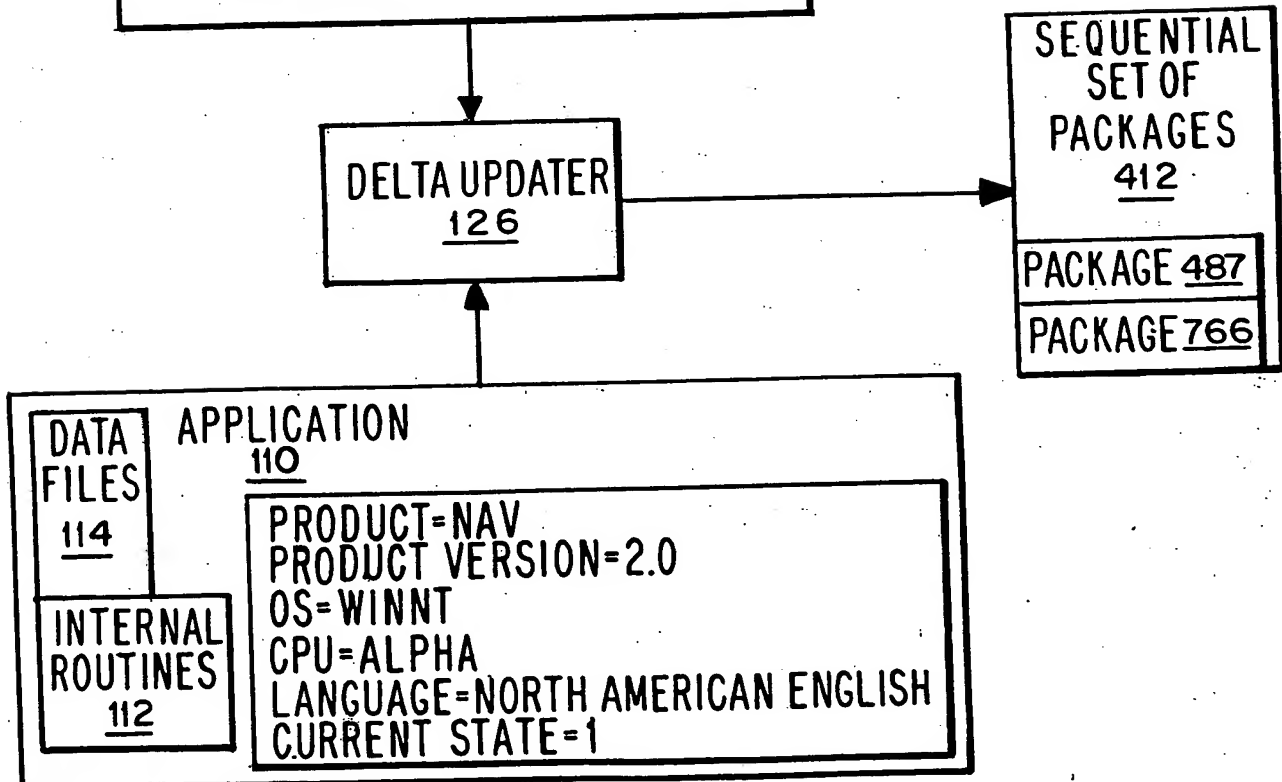 SEQUENTIAL
SET OF
PACKAGES
412
PACKAGE 487
PACKAGE 766
DELTA UPDATER
126
DATA
FILES
114
APPLICATION
110
INTERNAL
ROUTINES
112
PRODUCT=NAV
PRODUCT VERSION=2.0
OS=WINNT
CPU=ALPHA
LANGUAGE=NORTH AMERICAN ENGLISH
CURRENT STATE=1